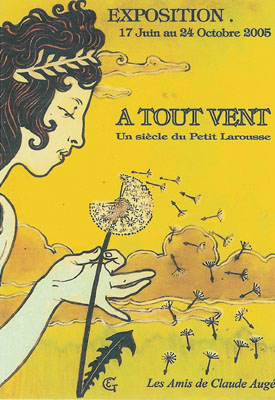 EXPOSITION .
17 Juin au 24 Octobre 2005
A TOUT VENT
Un siècle du Petit Larousse
EG
Les Amis de Claude Augé